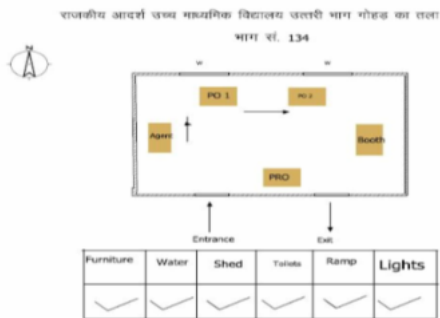 राजकीय आदर्श उच्च माध्यमिक विद्यालय उत्तरी भाग गोहड का तला
भाग सं. 134
N
W W
PO 1 PO 2
Agent Booth
PRO
Entrance Exit
Furniture Water Shed Toilets Ramp Lights